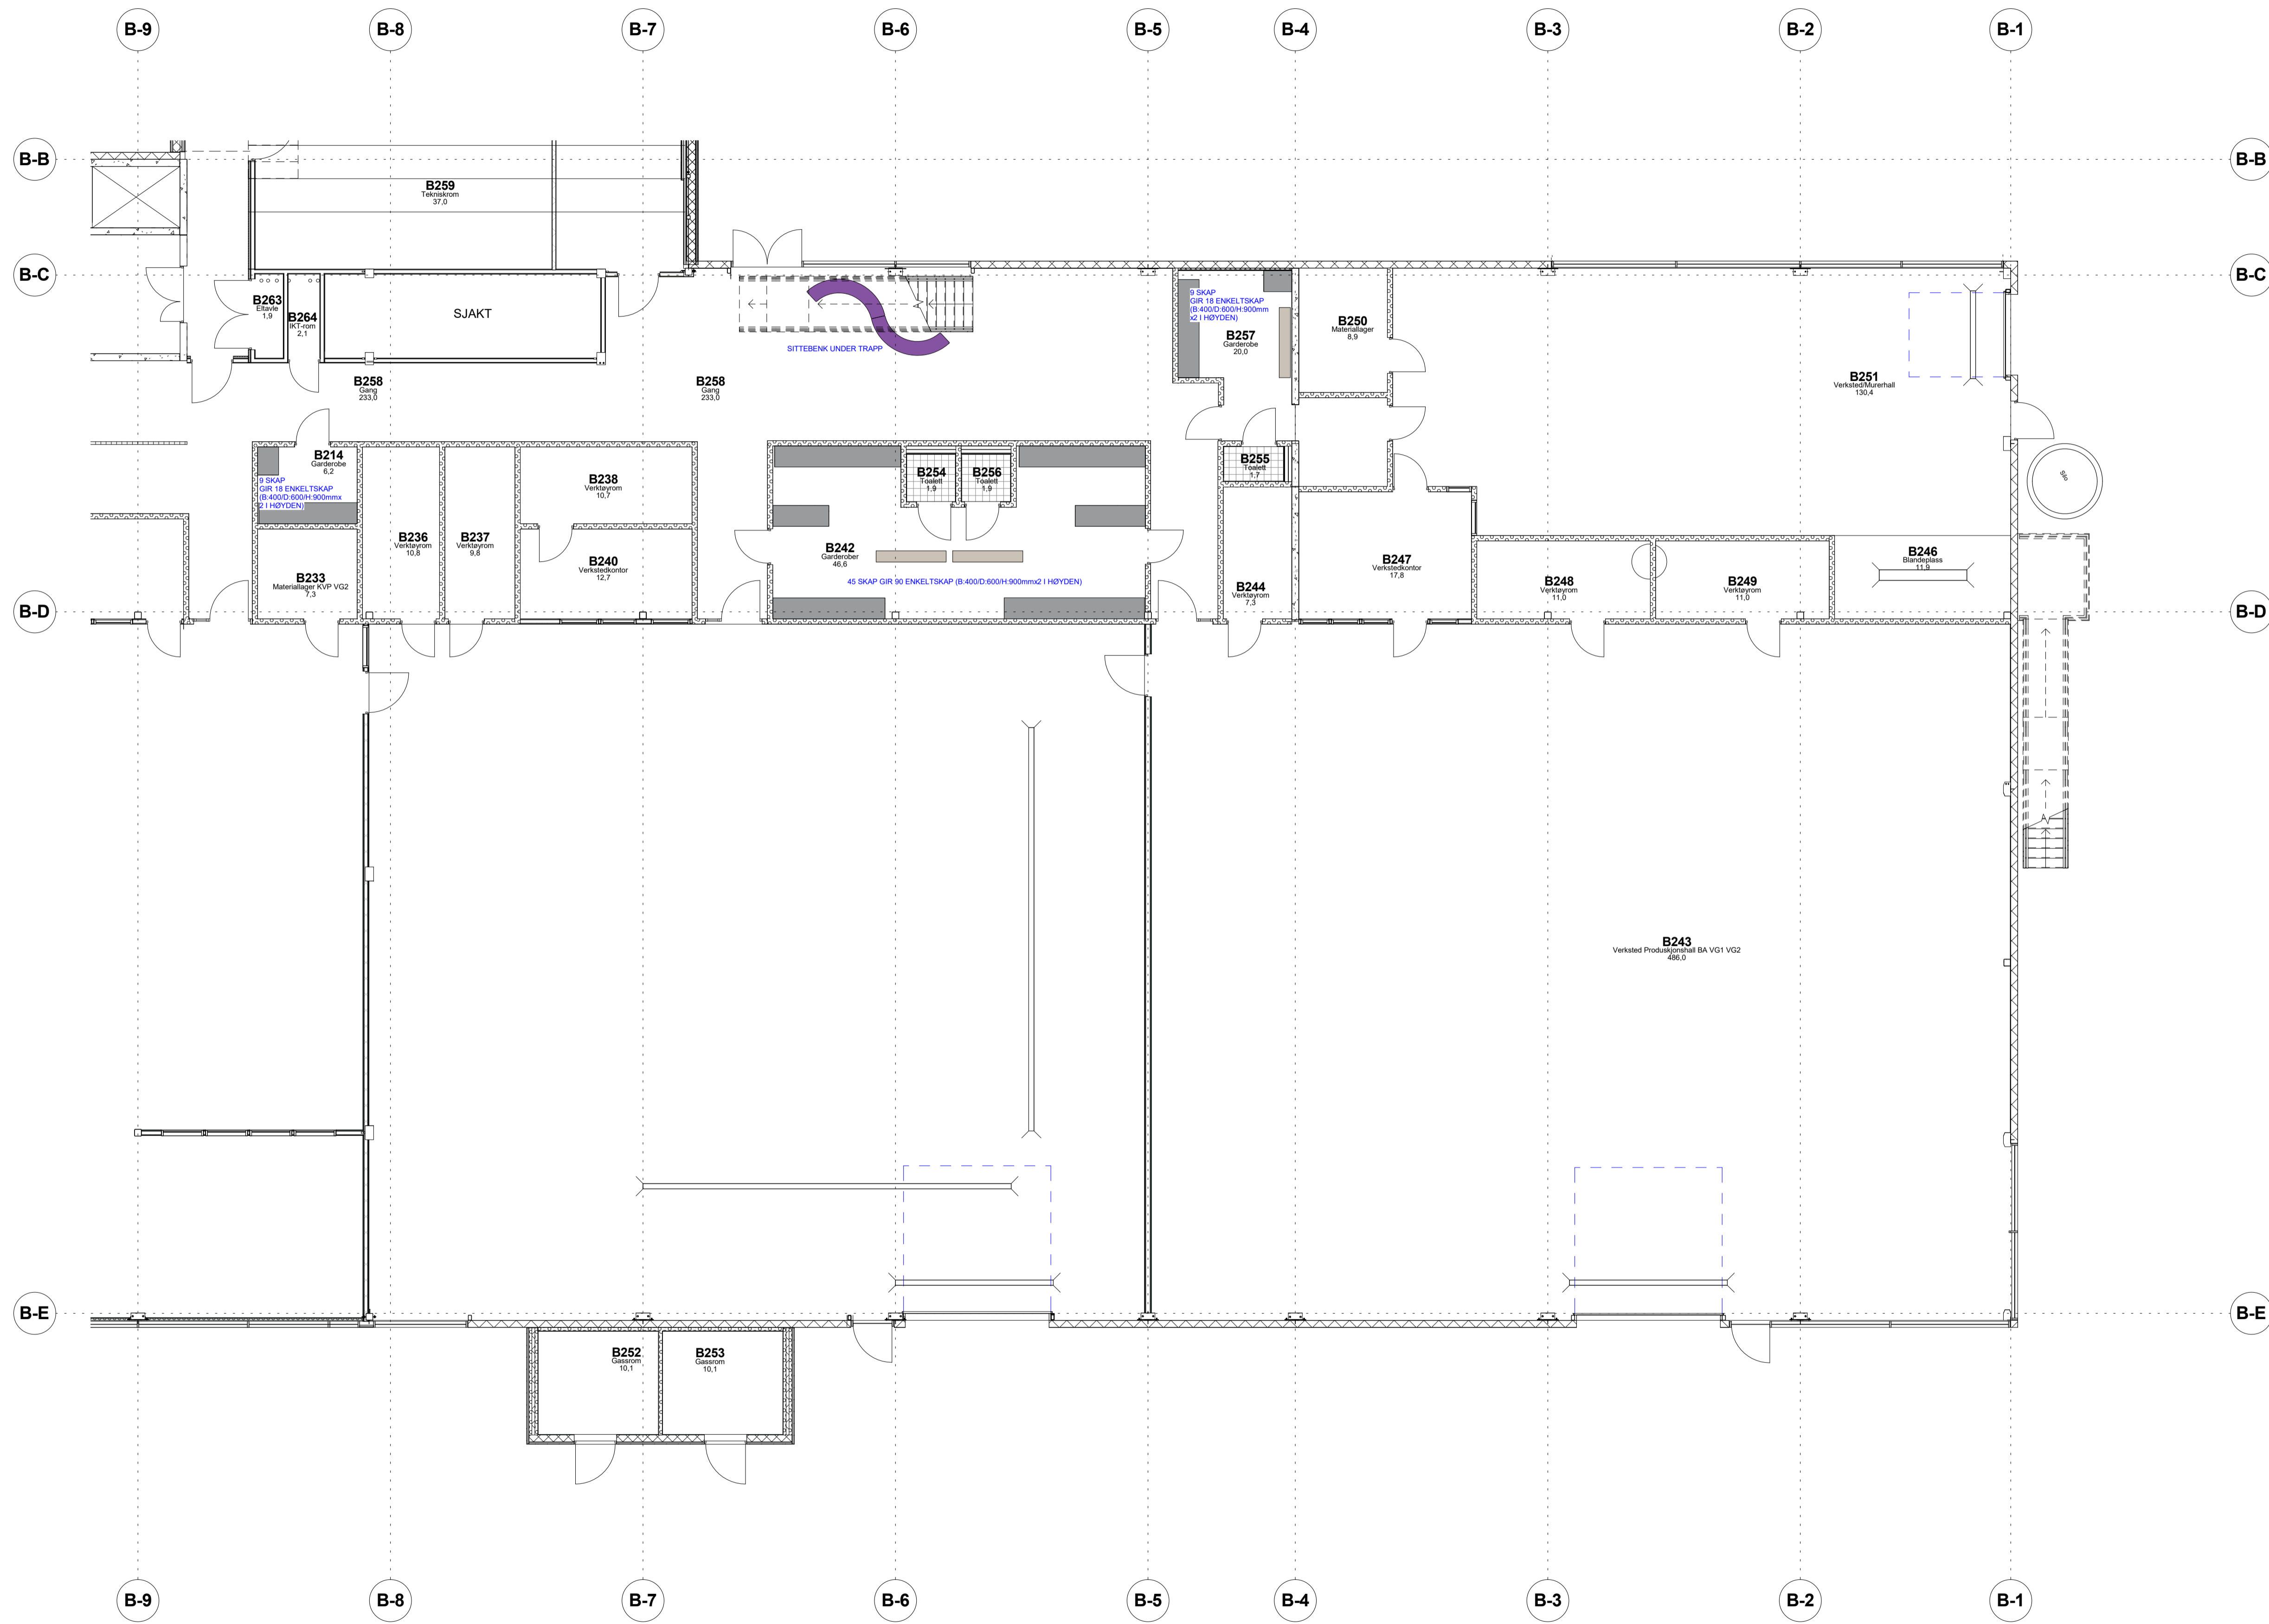 B-9
B-8
B-7
B-6
B-5
B-4
B-3
B-2
B-1
B-B
B-B
B259
Tekniskrom
37,0
B-C
B-C
B263
Eltavle
1,9
B264
IKT-rom
2,1
SJAKT
SITTEBENK UNDER TRAPP
9 SKAP
GIR 18 ENKELTSKAP
(B:400/D:600/H:900mm
x2 I HØYDEN)
B257
Garderobe
20,0
B250
Materiallager
8,9
B251
Verksted/Murerhall
130,4
B258
Gang
233,0
B258
Gang
233,0
B214
Garderobe
6,2
9 SKAP
GIR 18 ENKELTSKAP
(B:400/D:600/H:900mmx
2 I HØYDEN)
B238
Verktøyrom
10,7
B254
Toalett
1,9
B256
Toalett
1,9
B255
Toalett
1,7
Silo
B236
Verktøyrom
10,8
B237
Verktøyrom
9,8
B240
Verkstedkontor
12,7
B242
Garderober
46,6
45 SKAP GIR 90 ENKELTSKAP (B:400/D:600/H:900mmx2 I HØYDEN)
B233
Materiallager KVP VG2
7,3
B244
Verktøyrom
7,3
B247
Verkstedkontor
17,8
B248
Verktøyrom
11,0
B249
Verktøyrom
11,0
B246
Blandeplass
11,9
B-D
B-D
B243
Verksted Produskjonshall BA VG1 VG2
486,0
B-E
B-E
B252
Gassrom
10,1
B253
Gassrom
10,1
B-9
B-8
B-7
B-6
B-5
B-4
B-3
B-2
B-1